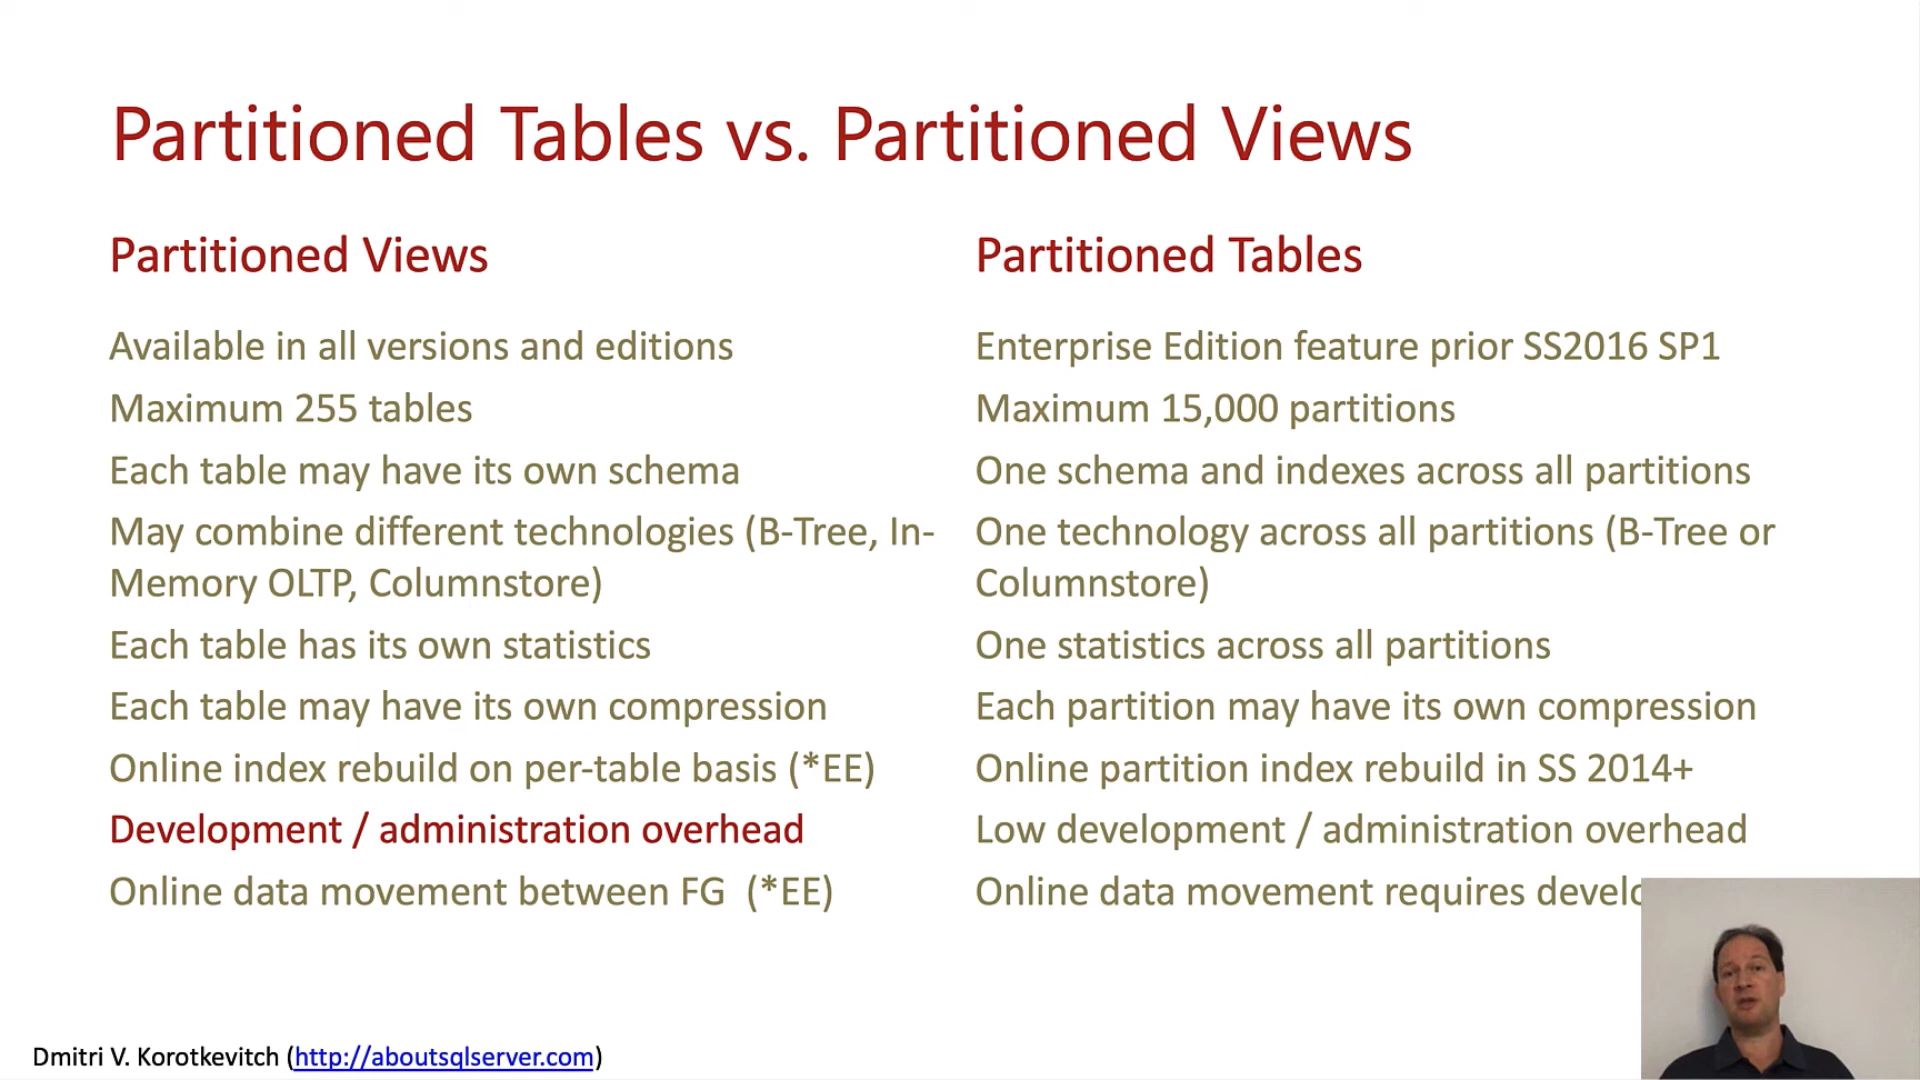 Partitioned Tables vs. Partitioned Views
Partitioned Views
Available in all versions and editions
Maximum 255 tables
Each table may have its own schema
May combine different technologies (B-Tree, In-
Memory OLTP, Columnstore)
Each table has its own statistics
Each table may have its own compression
Online index rebuild on per-table basis (*EE)
Development / administration overhead
Online data movement between FG (*EE)
Partitioned Tables
Enterprise Edition feature prior SS2016 SP1
Maximum 15,000 partitions
One schema and indexes across all partitions
One technology across all partitions (B-Tree or
Columnstore)
One statistics across all partitions
Each partition may have its own compression
Online partition index rebuild in SS 2014+
Low development / administration overhead
Online data movement requires
Dmitri V. Korotkevitch (http://aboutsqlserver.com)